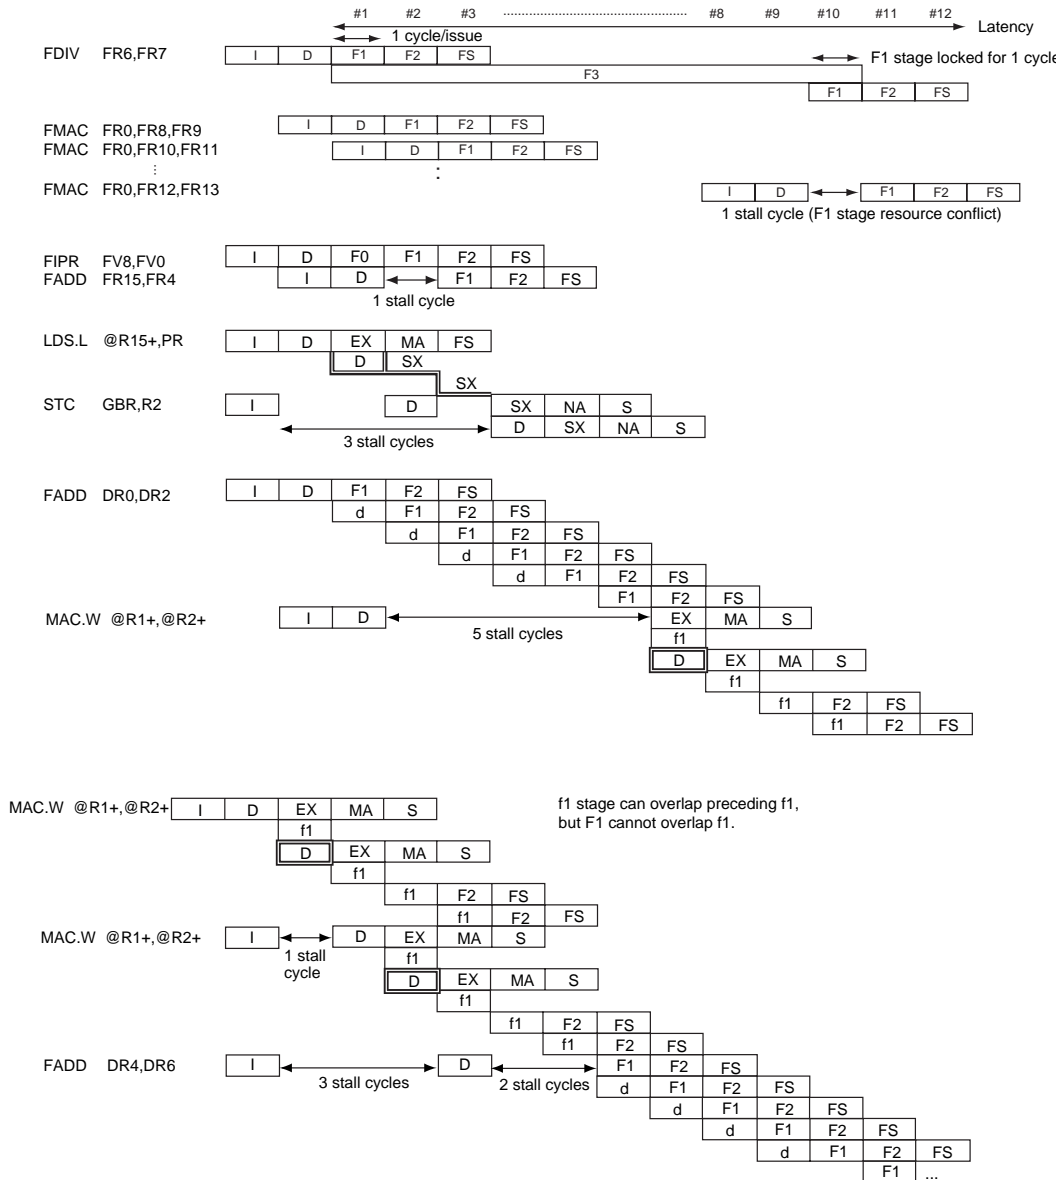 #1 #2 #3 #8 #9 #10 #11 #12
Latency
1 cycle/issue
FDIV FR6,FR7 I D F1 F2 FS F1 stage locked for 1 cycle
F3
F1 F2 FS
FMAC FR0,FR8,FR9 I D F1 F2 FS
FMAC FR0,FR10,FR11 I D F1 F2 FS
FMAC FR0,FR12,FR13 I D F1 F2 FS
1 stall cycle (F1 stage resource conflict)
FIPR FV8,FV0 I D F0 F1 F2 FS
FADD FR15,FR4 I D F1 F2 FS
1 stall cycle
LDS.L @R15+,PR I D EX MA FS
D SX
SX
STC GBR,R2 I D SX NA S
D SX NA S
3 stall cycles
FADD DR0,DR2 I D F1 F2 FS
d F1 F2 FS
d F1 F2 FS
d F1 F2 FS
d F1 F2 FS
F1 F2 FS
MAC.W @R1+,@R2+ I D EX MA S
5 stall cycles
f1
D EX MA S
f1
f1 F2 FS
f1 F2 FS
MAC.W @R1+,@R2+ I D EX MA S
f1 stage can overlap preceding f1,
but F1 cannot overlap f1.
f1
D EX MA S
f1
f1 F2 FS
f1 F2 FS
MAC.W @R1+,@R2+ I D EX MA S
1 stall
cycle
f1
D EX MA S
f1
f1 F2 FS
f1 F2 FS
FADD DR4,DR6 I D F1 F2 FS
3 stall cycles 2 stall cycles
d F1 F2 FS
d F1 F2 FS
d F1 F2 FS
d F1 F2 FS
F1 ...